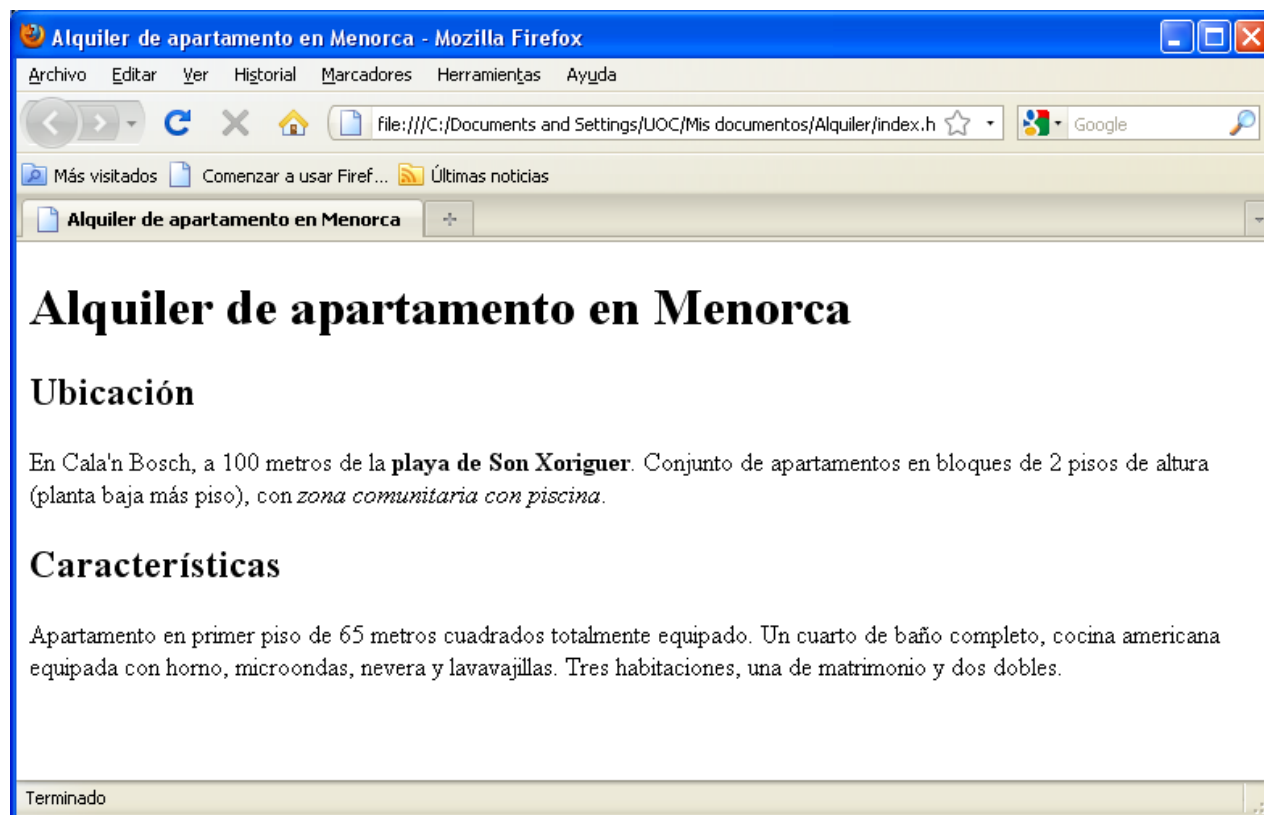 Alquiler de apartamento en Menorca - Mozilla Firefox
Archivo Editar Ver Historial Marcadores Herramientas Ayuda
file:///C:/Documents and Settings/UOC/Mis documentos/Alquiler/index.h Google
Más visitados Comenzar a usar Firef... Últimas noticias
Alquiler de apartamento en Menorca
Alquiler de apartamento en Menorca
Ubicación
En Cala'n Bosch, a 100 metros de la playa de Son Xoriguer. Conjunto de apartamentos en bloques de 2 pisos de altura
(planta baja más piso), con zona comunitaria con piscina.
Características
Apartamento en primer piso de 65 metros cuadrados totalmente equipado. Un cuarto de baño completo, cocina americana
equipada con horno, microondas, nevera y lavavajillas. Tres habitaciones, una de matrimonio y dos dobles.
Terminado